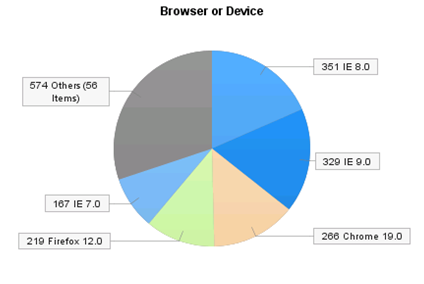 Browser or Device
351 IE 8.0
574 Others (56
Items)
329 IE 9.0
167 IE 7.0
219 Firefox 12.0
266 Chrome 19.0